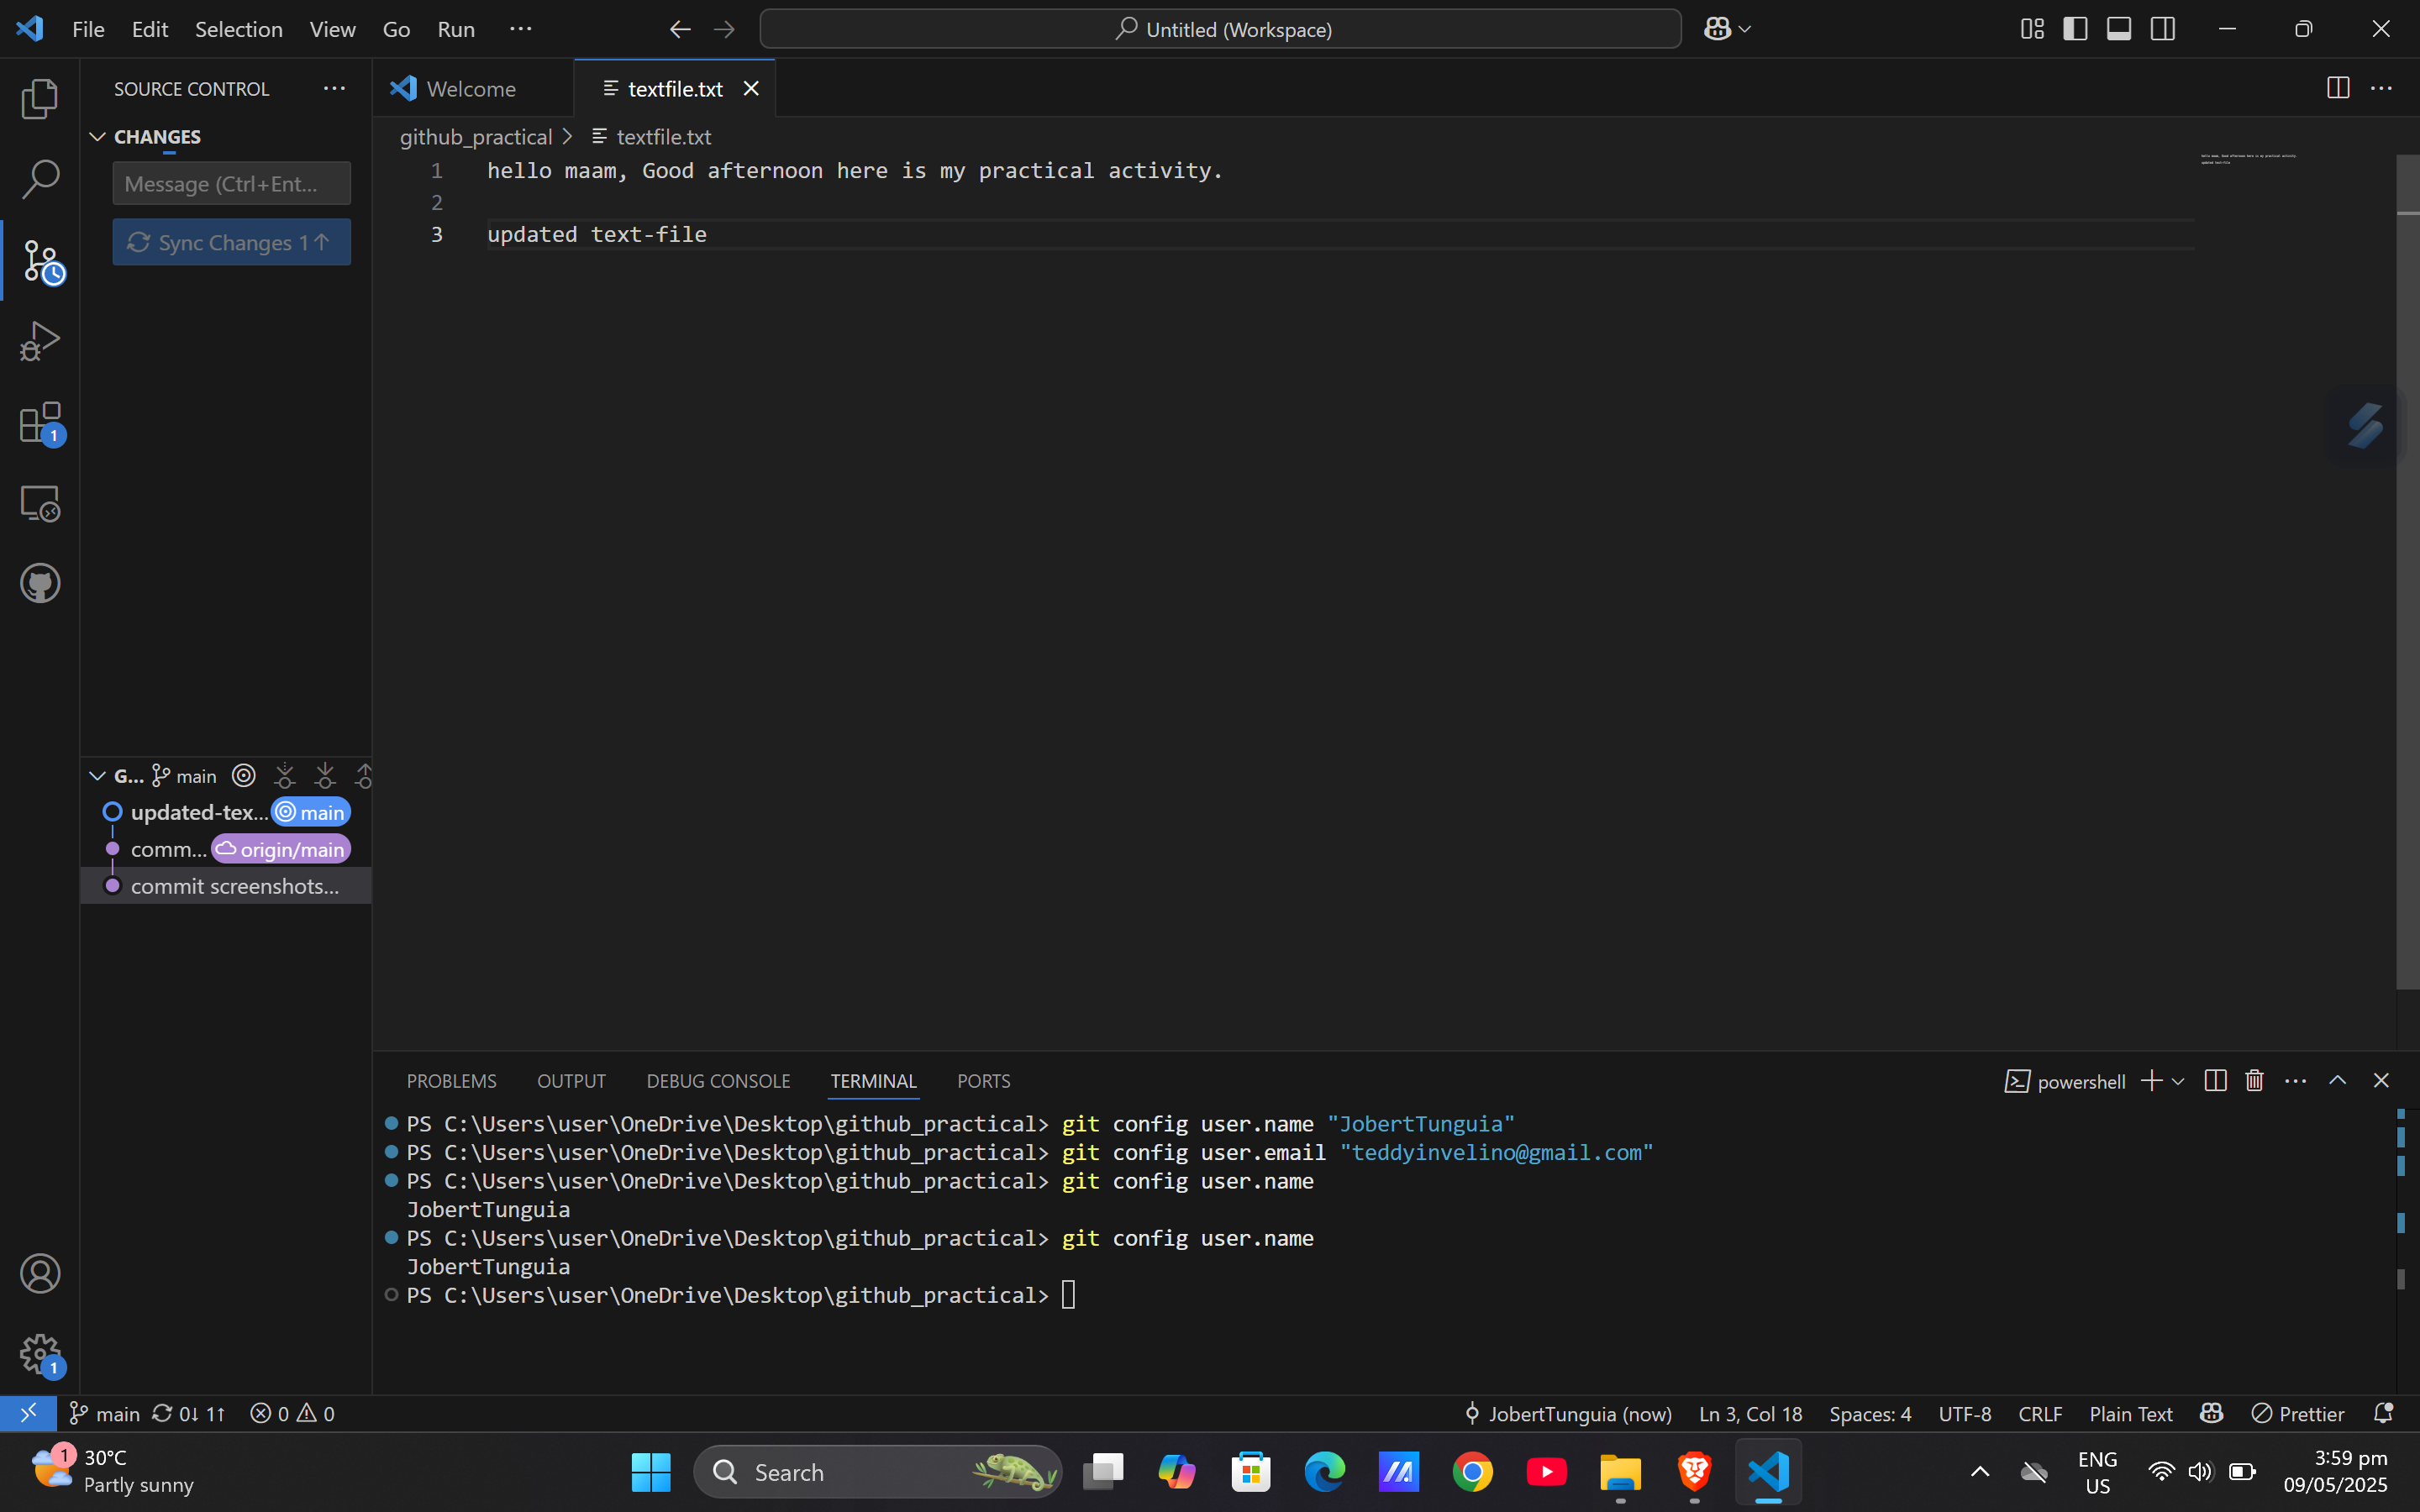 File Edit Selection View Go Run ···
Untitled (Workspace)
SOURCE CONTROL ···
Welcome
textfile.txt
CHANGES
github_practical > textfile.txt
Message (Ctrl+Ent...
Sync Changes 1↑
1 hello maam, Good afternoon here is my practical activity.
2
3 updated text-file
1
G... main
updated-tex... main
comm... origin/main
commit screenshots...
PROBLEMS OUTPUT DEBUG CONSOLE TERMINAL PORTS
powershell
PS C:\Users\user\OneDrive\Desktop\github_practical> git config user.name "JobertTunguia"
PS C:\Users\user\OneDrive\Desktop\github_practical> git config user.email "teddyinvelino@gmail.com"
PS C:\Users\user\OneDrive\Desktop\github_practical> git config user.name
JobertTunguia
PS C:\Users\user\OneDrive\Desktop\github_practical> git config user.name
JobertTunguia
PS C:\Users\user\OneDrive\Desktop\github_practical>
1
main 0↓ 1↑ 0 0
JobertTunguia (now) Ln 3, Col 18 Spaces: 4 UTF-8 CRLF Plain Text Prettier
1
30°C
Partly sunny
Search
ENG
US
3:59 pm
09/05/2025